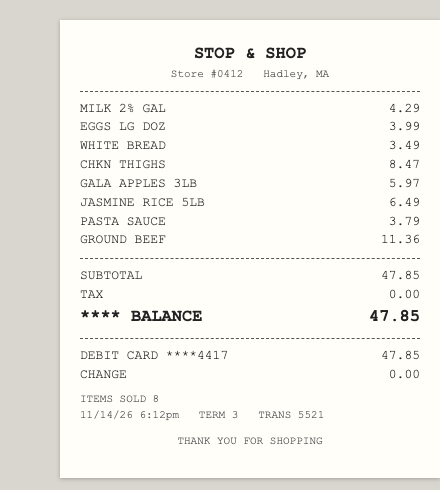 STOP & SHOP
Store #0412 Hadley, MA
MILK 2% GAL 4.29
EGGS LG DOZ 3.99
WHITE BREAD 3.49
CHKN THIGHS 8.47
GALA APPLES 3LB 5.97
JASMINE RICE 5LB 6.49
PASTA SAUCE 3.79
GROUND BEEF 11.36
SUBTOTAL 47.85
TAX 0.00
**** BALANCE 47.85
DEBIT CARD ****4417 47.85
CHANGE 0.00
ITEMS SOLD 8
11/14/26 6:12pm TERM 3 TRANS 5521
THANK YOU FOR SHOPPING